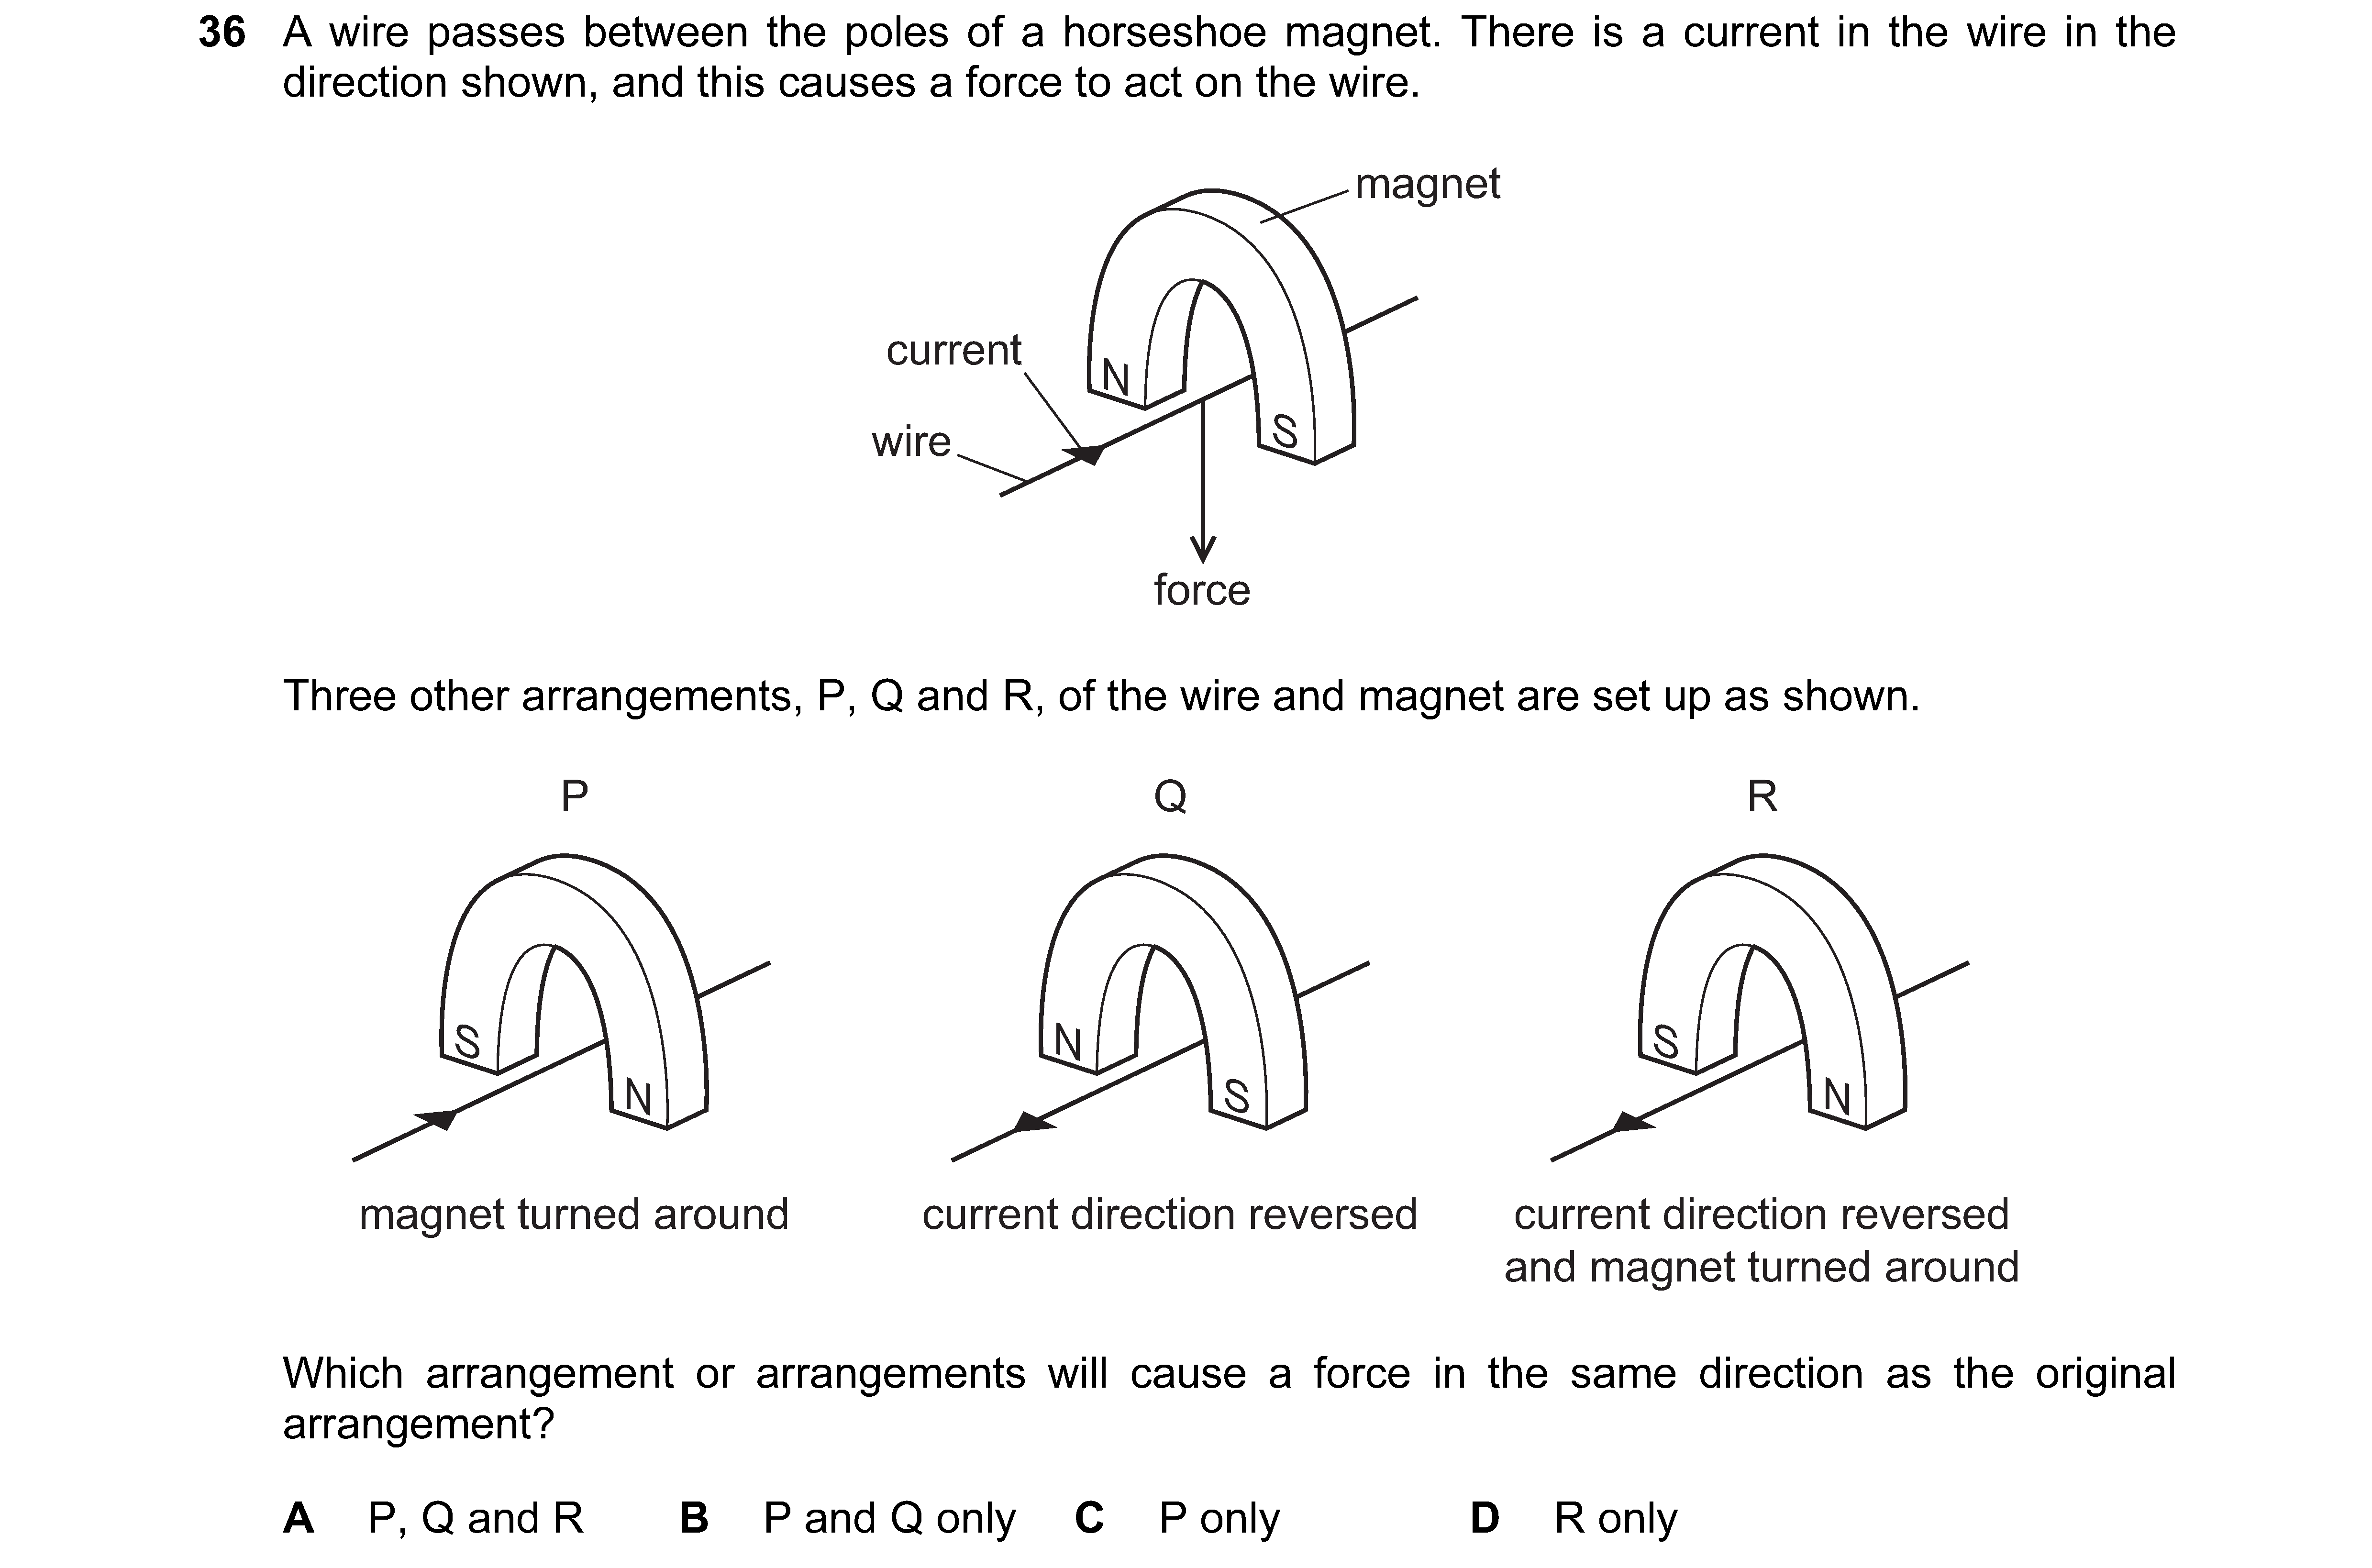 36 A wire passes between the poles of a horseshoe magnet. There is a current in the wire in the
direction shown, and this causes a force to act on the wire.
magnet
current
N
wire
S
force
Three other arrangements, P, Q and R, of the wire and magnet are set up as shown.
P Q R
S N S
N S N
magnet turned around current direction reversed current direction reversed
and magnet turned around
Which arrangement or arrangements will cause a force in the same direction as the original
arrangement?
A P, Q and R B P and Q only C P only D R only